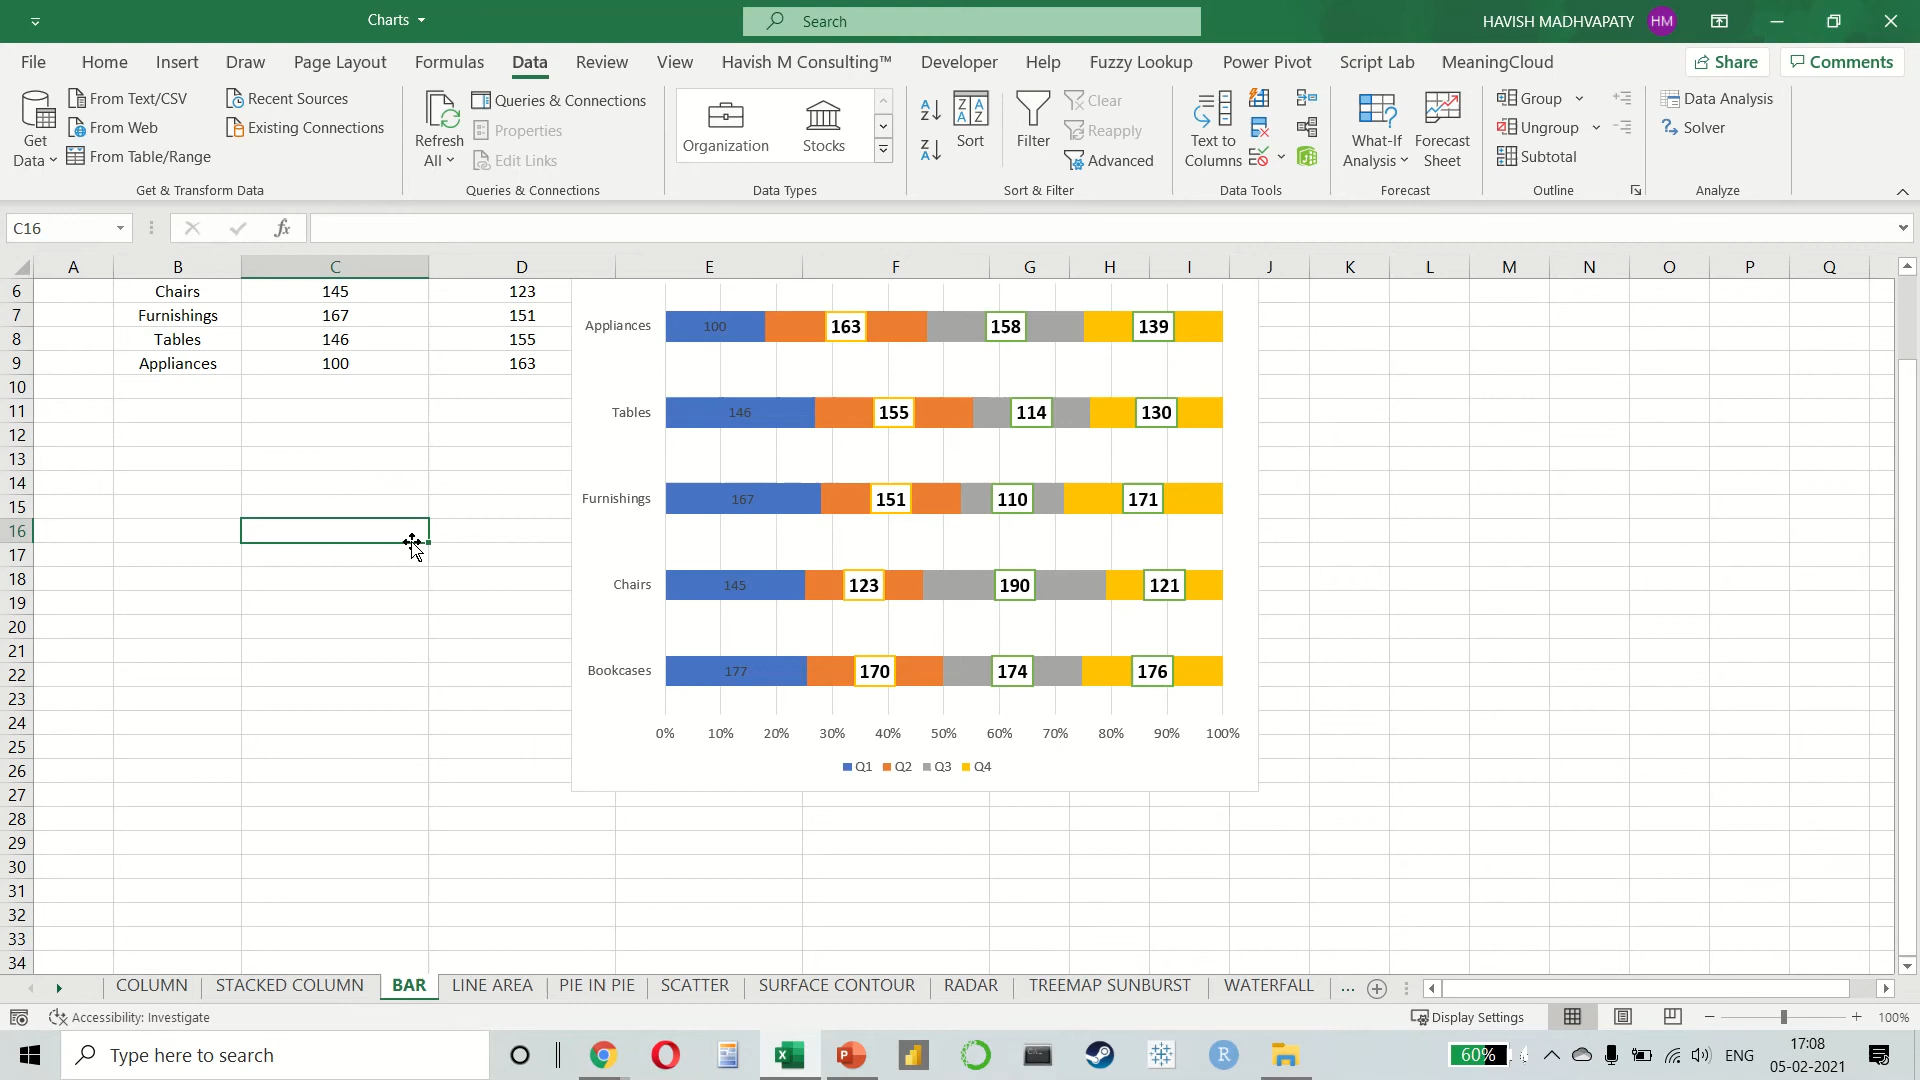 Charts
Search
HAVISH MADHVAPATY HM
File Home Insert Draw Page Layout Formulas Data Review View Havish M Consulting™ Developer Help Fuzzy Lookup Power Pivot Script Lab MeaningCloud Share Comments
Get Data
From Text/CSV
From Web
From Table/Range
Recent Sources
Existing Connections
Get & Transform Data
Refresh All
Queries & Connections
Properties
Edit Links
Queries & Connections
Organization Stocks
Data Types
Sort
Filter
Clear
Reapply
Advanced
Sort & Filter
Text to Columns
Data Tools
What-If Analysis
Forecast Sheet
Forecast
Group
Ungroup
Subtotal
Outline
Data Analysis
Solver
Analyze
C16 fx
A B C D E F G H I J K L M N O P Q
6 Chairs 145 123
7 Furnishings 167 151
8 Tables 146 155
9 Appliances 100 163
10
11
12
13
14
15
16
17
18
19
20
21
22
23
24
25
26
27
28
29
30
31
32
33
34
Appliances 100 163 158 139
Tables 146 155 114 130
Furnishings 167 151 110 171
Chairs 145 123 190 121
Bookcases 177 170 174 176
0% 10% 20% 30% 40% 50% 60% 70% 80% 90% 100%
Q1 Q2 Q3 Q4
COLUMN STACKED COLUMN BAR LINE AREA PIE IN PIE SCATTER SURFACE CONTOUR RADAR TREEMAP SUNBURST WATERFALL ...
Accessibility: Investigate Display Settings 100%
Type here to search
60% ENG 17:08
05-02-2021